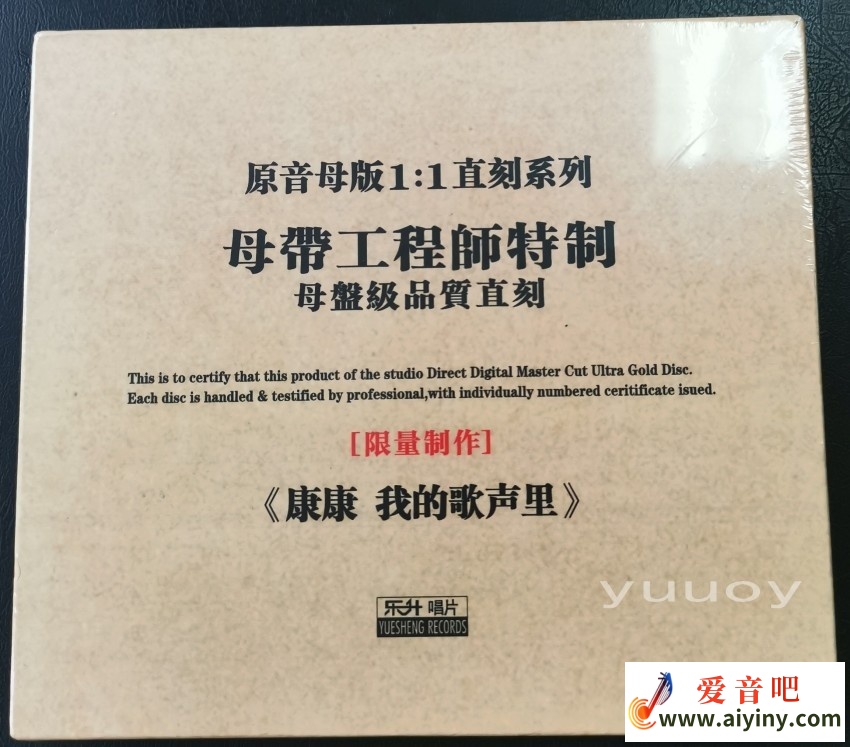 原音母版1:1直刻系列
母帶工程師特制
母盤級品質直刻
This is to certify that this product of the studio Direct Digital Master Cut Ultra Gold Disc.
Each disc is handled & testified by professional,with individually numbered ceritificate isued.
[限量制作]
《康康 我的歌声里》
yuuoy
乐升 唱片
YUESHENG RECORDS
爱音吧
www.aiyiny.com